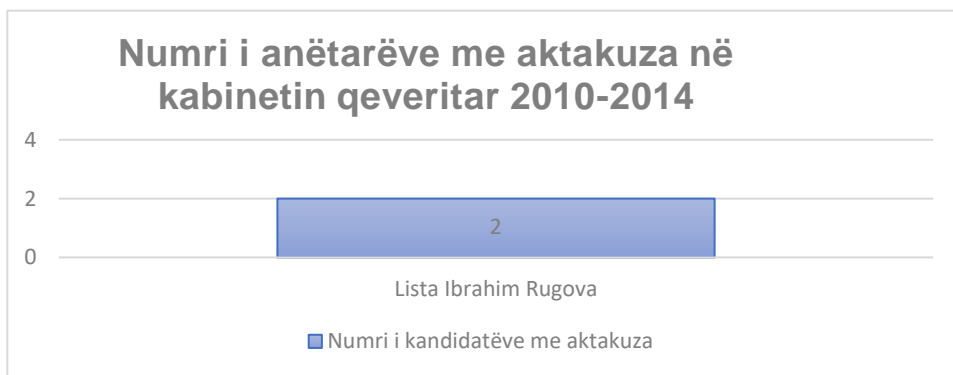 Numri i anëtarëve me aktakuza në
kabinetin qeveritar 2010-2014
4
2
0
2
Lista Ibrahim Rugova
Numri i kandidatëve me aktakuza